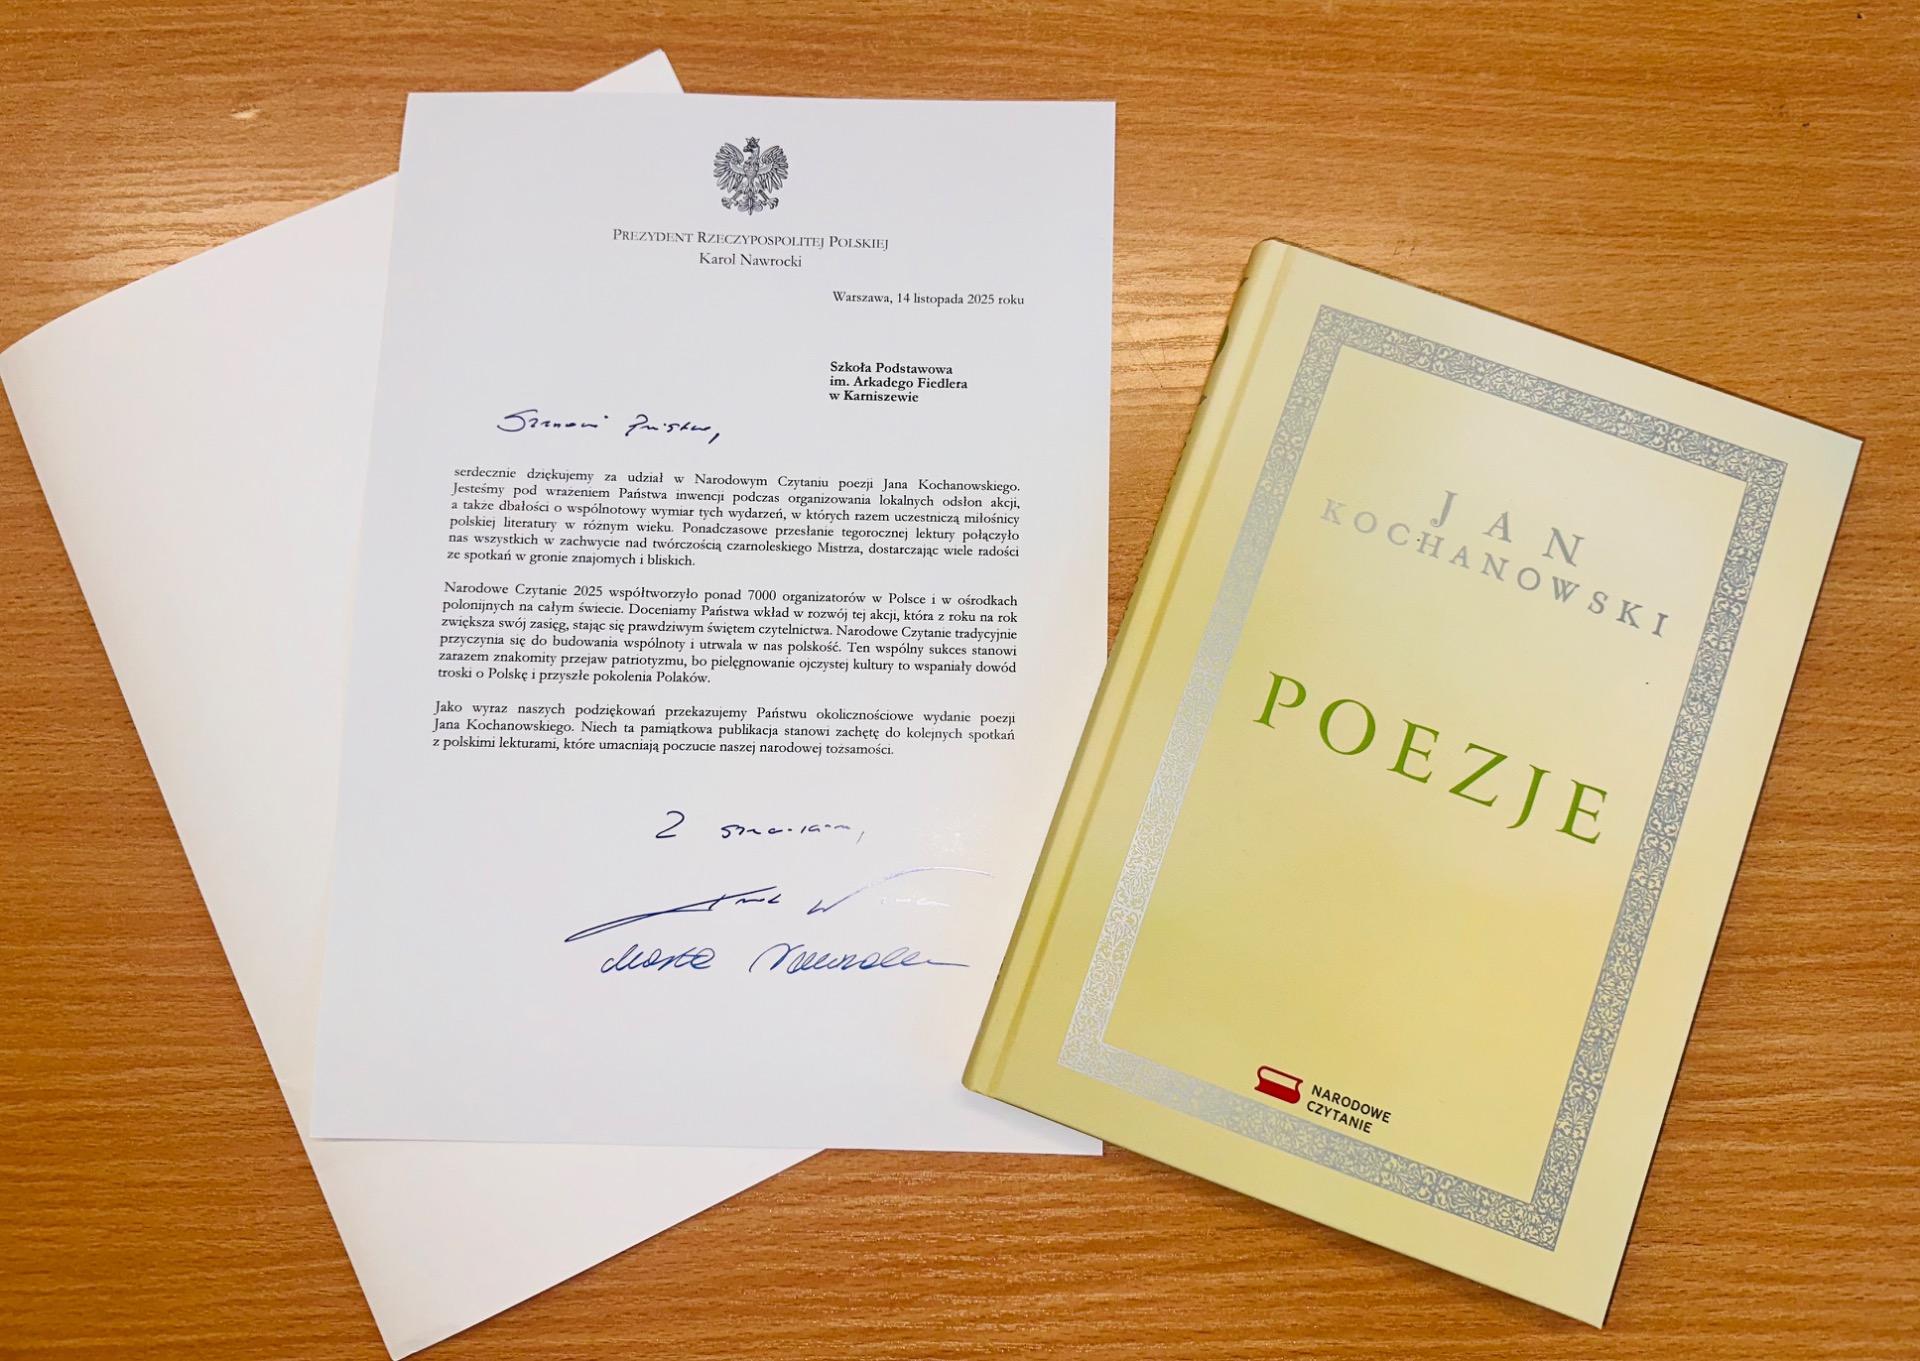 PREZYDENT RZECZYPOSPOLITEJ POLSKIEJ
Karol Nawrocki
Warszawa, 14 listopada 2025 roku
Szkoła Podstawowa
im. Arkadego Fiedlera
w Karniszewie
Szanowni Państwo,
serdecznie dziękujemy za udział w Narodowym Czytaniu poezji Jana Kochanowskiego.
Jesteśmy pod wrażeniem Państwa inwencji podczas organizowania lokalnych odsłon akcji,
a także dbałości o wspólnotowy wymiar tych wydarzeń, w których razem uczestniczą miłośnicy
polskiej literatury w różnym wieku. Ponadczasowe przesłanie tegorocznej lektury połączyło
nas wszystkich w zachwycie nad twórczością czarnoleskiego Mistrza, dostarczając wiele radości
ze spotkań w gronie znajomych i bliskich.
Narodowe Czytanie 2025 współtworzyło ponad 7000 organizatorów w Polsce i w ośrodkach
polonijnych na całym świecie. Doceniamy Państwa wkład w rozwój tej akcji, która z roku na rok
zwiększa swój zasięg, stając się prawdziwym świętem czytelnictwa. Narodowe Czytanie tradycyjnie
przyczynia się do budowania wspólnoty i utrwala w nas polskość. Ten wspólny sukces stanowi
zarazem znakomity przejaw patriotyzmu, bo pielęgnowanie ojczystej kultury to wspaniały dowód
troski o Polskę i przyszłe pokolenia Polaków.
Jako wyraz naszych podziękowań przekazujemy Państwu okolicznościowe wydanie poezji
Jana Kochanowskiego. Niech ta pamiątkowa publikacja stanowi zachętę do kolejnych spotkań
z polskimi lekturami, które umacniają poczucie naszej narodowej tożsamości.
Z szacunkiem,
Marta Nawrocka
JAN
KOCHANOWSKI
POEZJE
NARODOWE
CZYTANIE